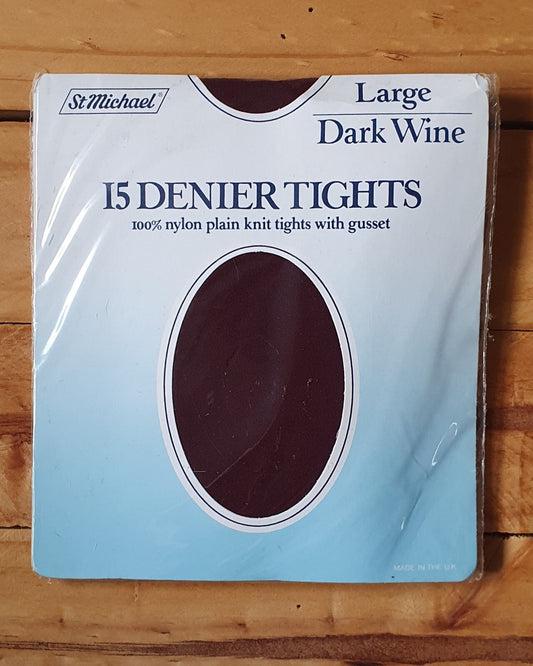 St Michael®
Large
Dark Wine
15 DENIER TIGHTS
100% nylon plain knit tights with gusset
MADE IN THE U.K.